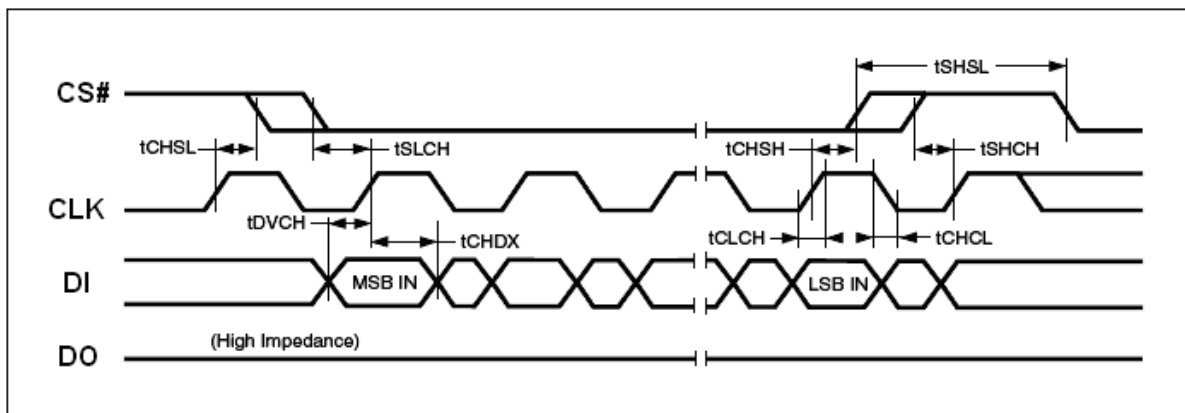 tSHSL
CS#
tCHSL
tSLCH
tCHSH
tSHCH
CLK
tDVCH
tCHDX
tCLCH
tCHCL
DI
MSB IN
LSB IN
(High Impedance)
DO